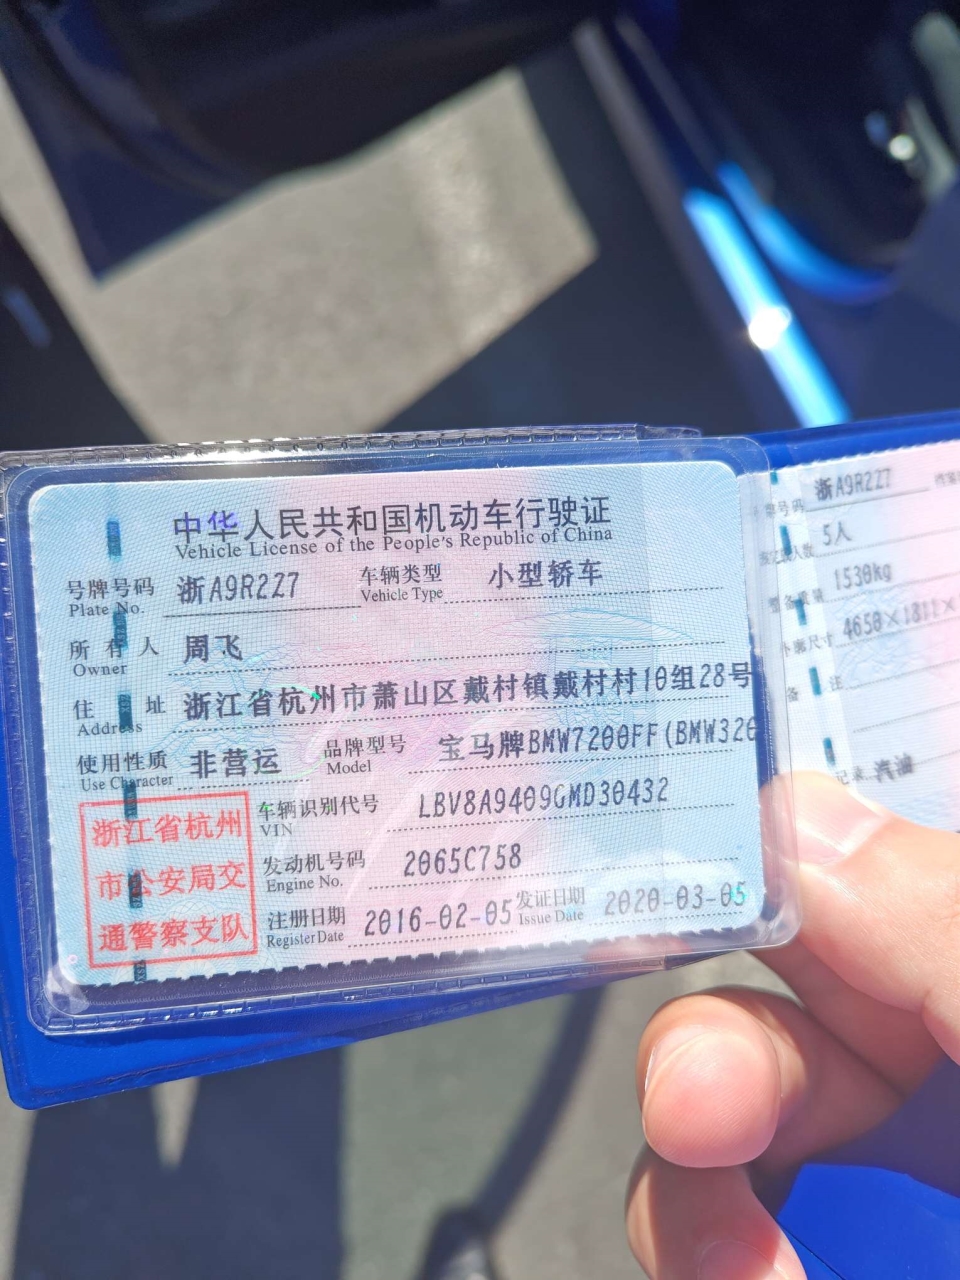 中华人民共和国机动车行驶证
Vehicle License of the People's Republic of China
号牌号码 浙A9R2Z7 车辆类型 小型轿车
Plate No. Vehicle Type
所有人 周飞
Owner
住址 浙江省杭州市萧山区戴村镇戴村村10组28号
Address
使用性质 非营运 品牌型号 宝马牌BMW7200FF(BMW320
Use Character Model
浙江省杭州
市公安局交
通警察支队
车辆识别代号 LBV8A9409GMD30432
VIN
发动机号码 2065C758
Engine No.
注册日期 2016-02-05 发证日期 2020-03-05
Register Date Issue Date
浙A9R2Z7
5人
1530kg
4650×1811×
备注
记录 汽油